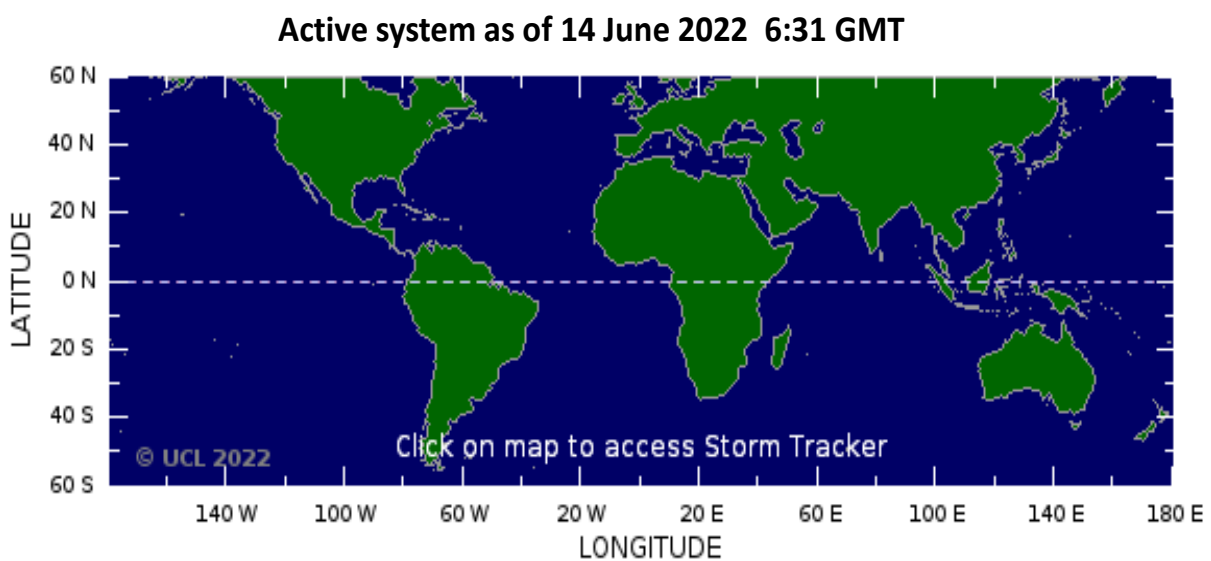 Active system as of 14 June 2022 6:31 GMT
60 N
40 N
20 N
0 N
20 S
40 S
60 S
LATITUDE
Click on map to access Storm Tracker
© UCL 2022
140 W 100 W 60 W 20 W 20 E 60 E 100 E 140 E 180 E
LONGITUDE